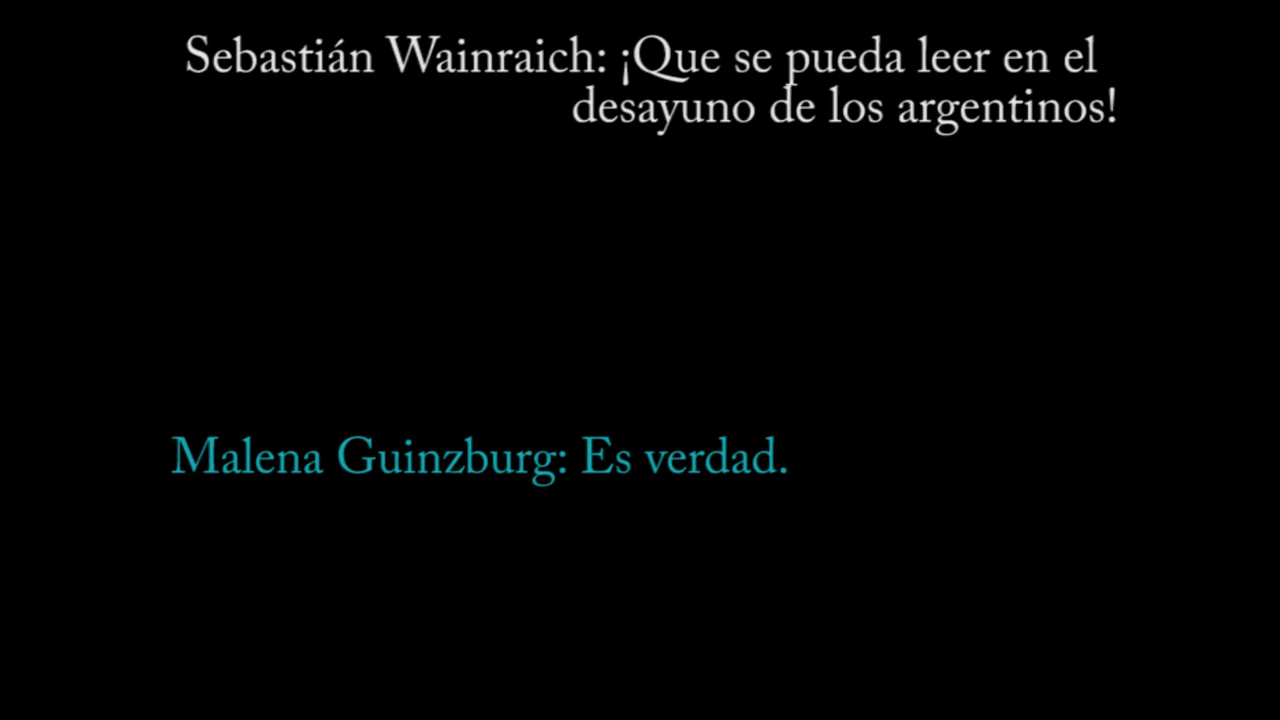 Sebastián Wainraich: ¡Que se pueda leer en el
desayuno de los argentinos!
Malena Guinzburg: Es verdad.